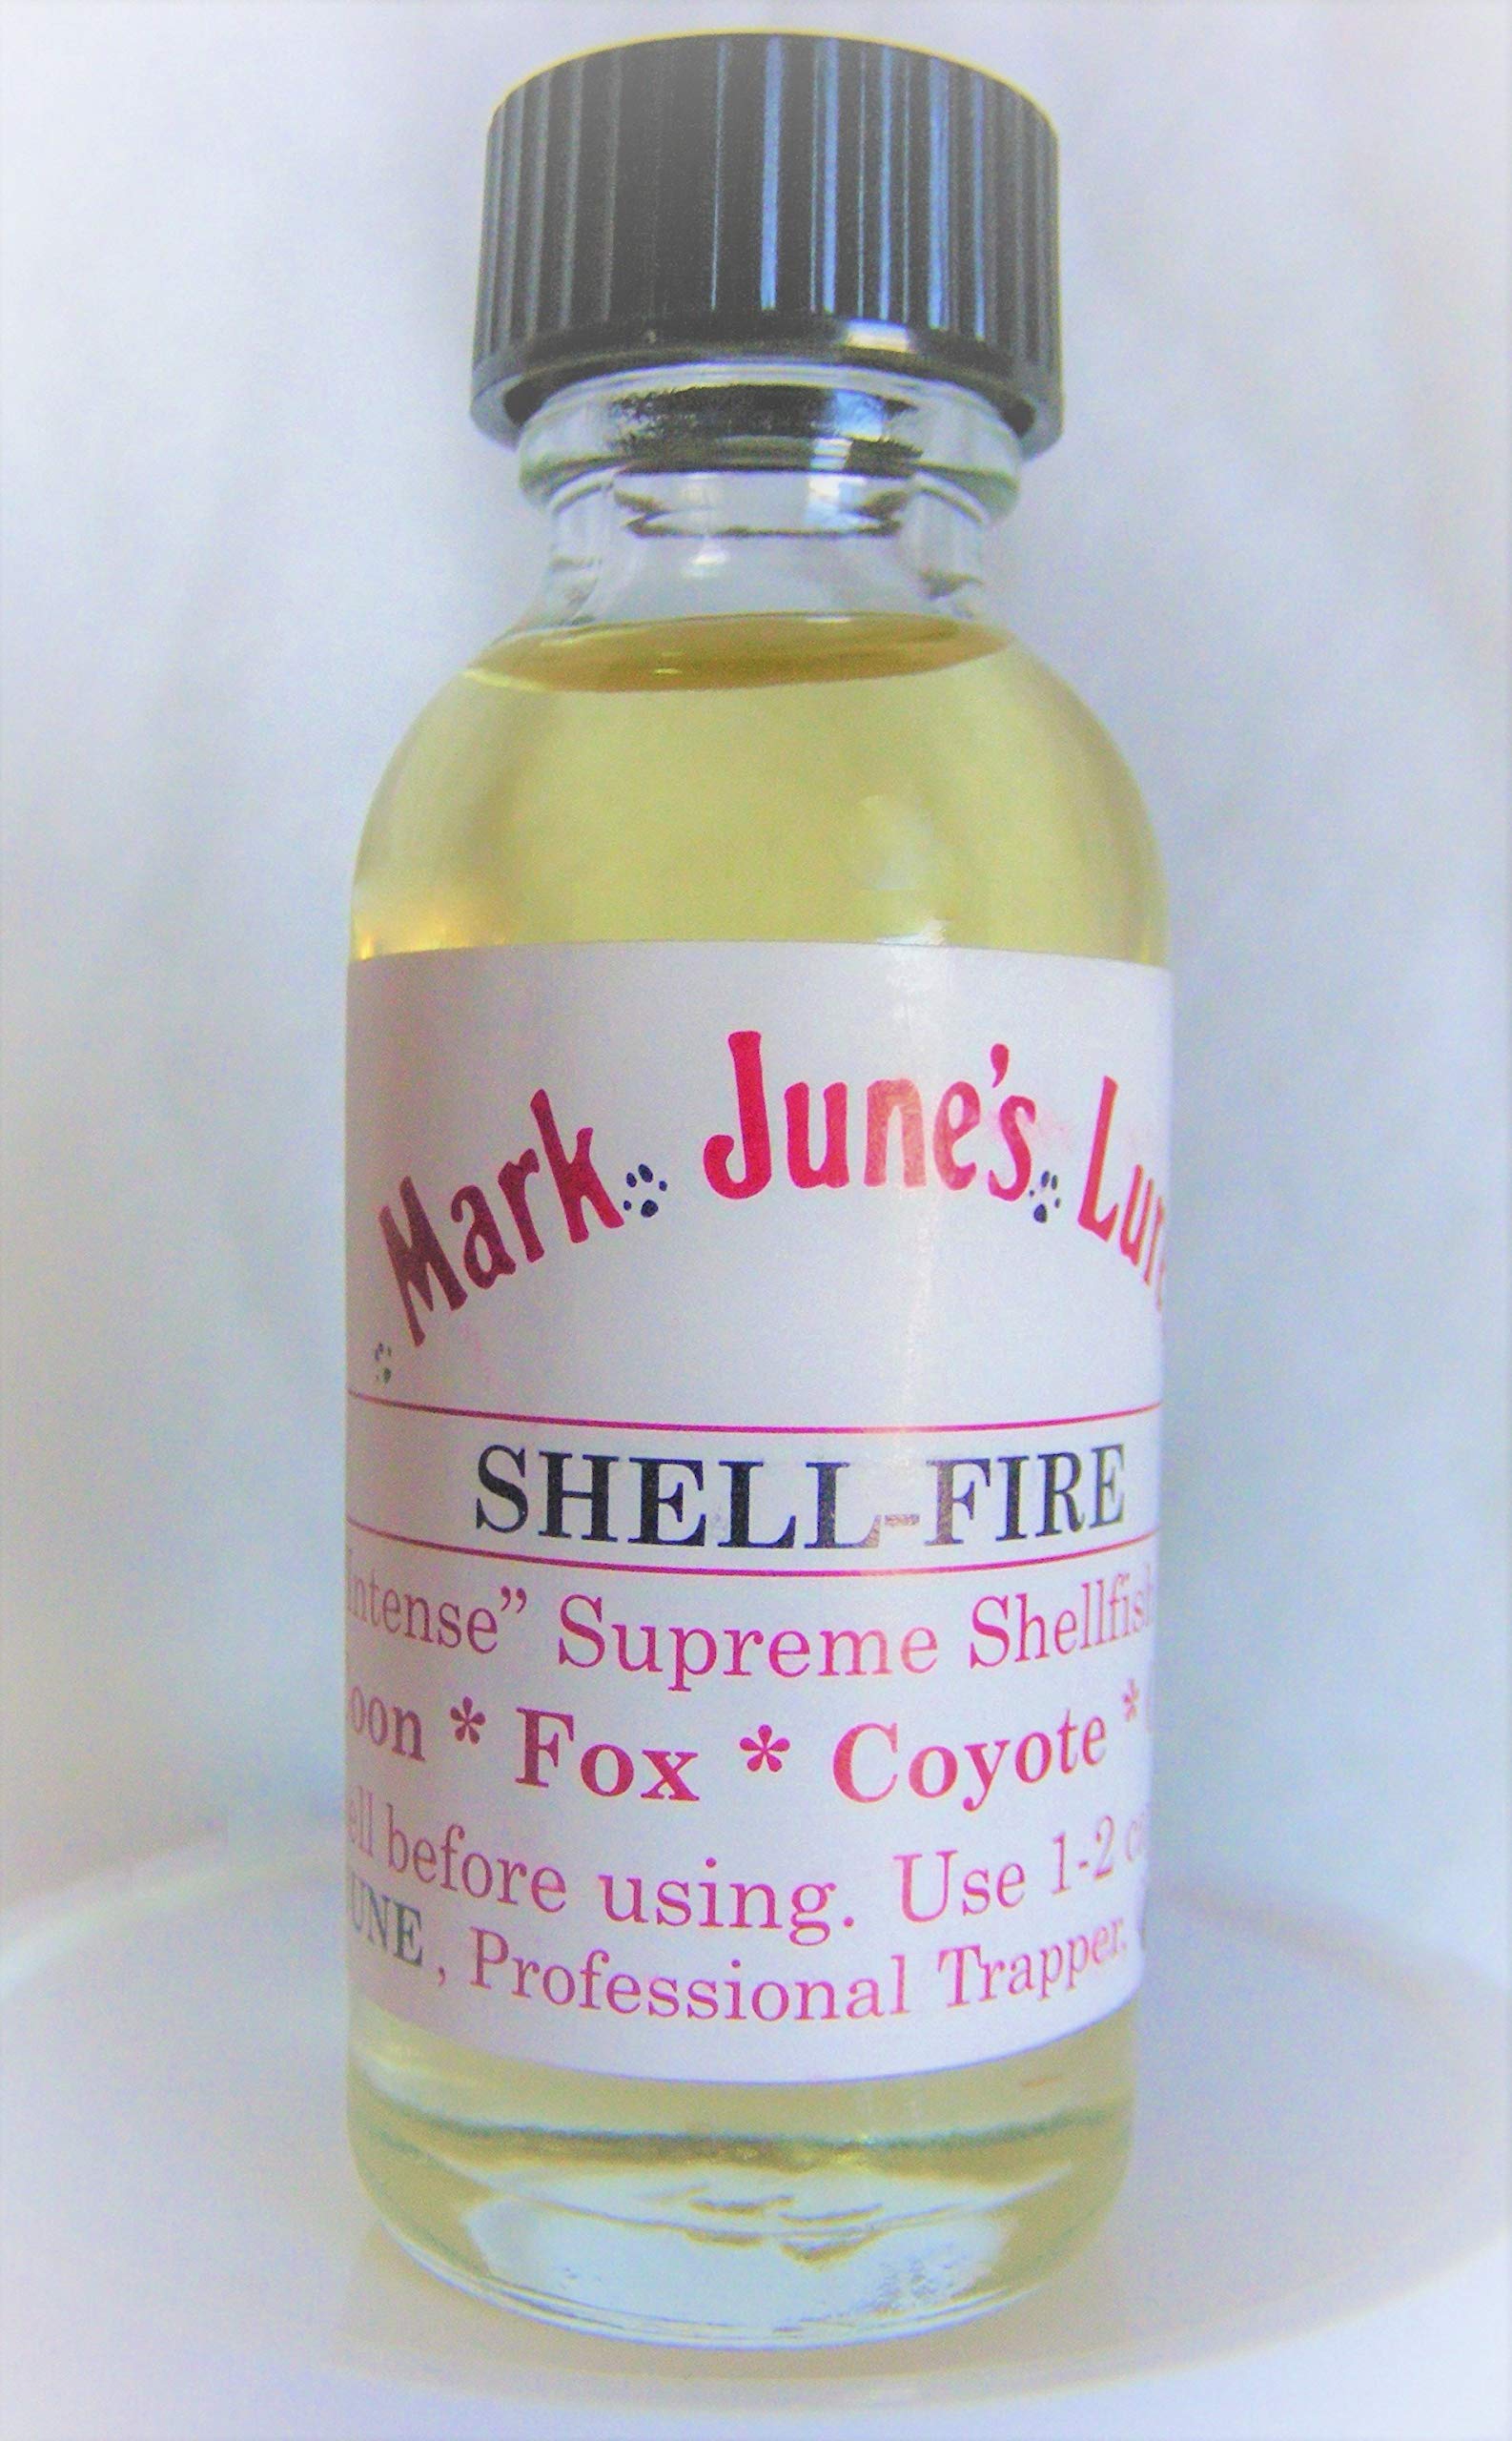 Mark June's Lure
SHELL-FIRE
Intense” Supreme Shellfish
oon * Fox * Coyote *
ell before using. Use 1-2
UNE, Professional Trapper,